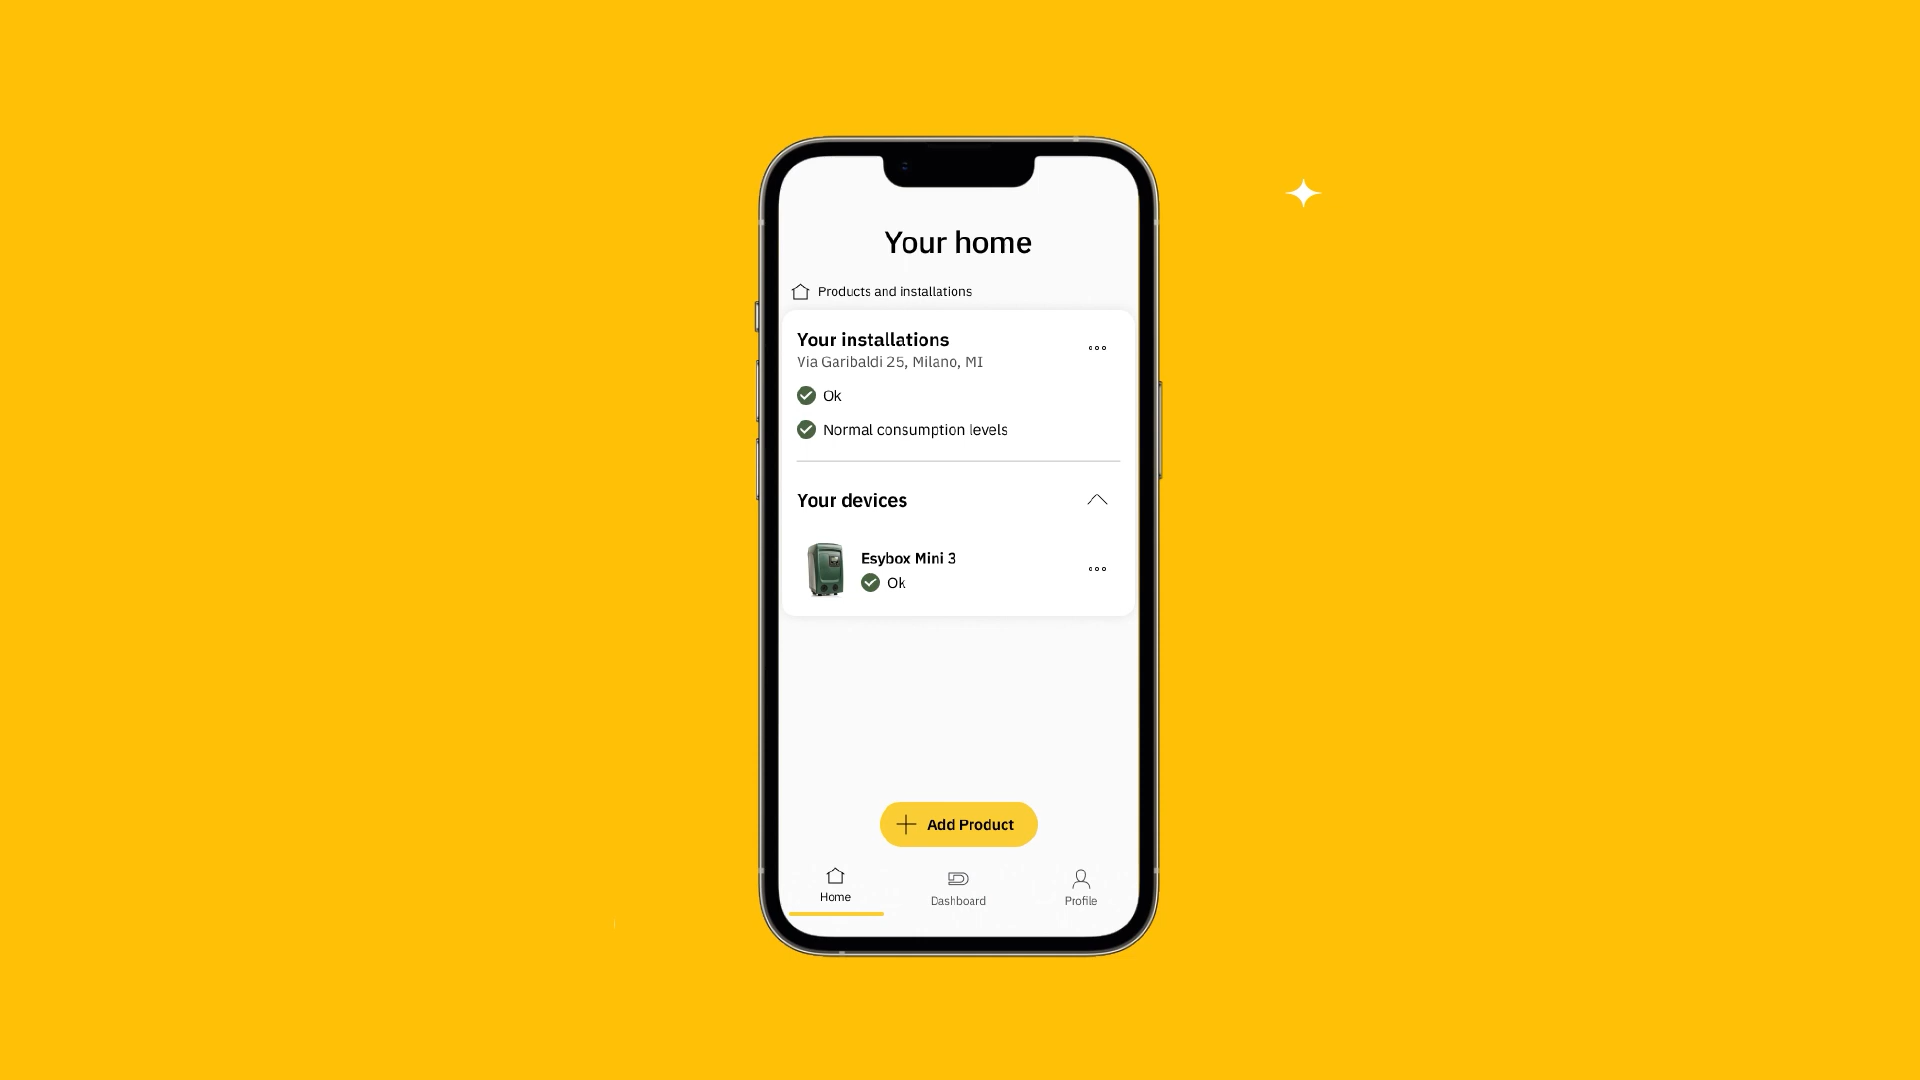 Your home
Products and installations
Your installations
Via Garibaldi 25, Milano, MI
Ok
Normal consumption levels
Your devices
Esybox Mini 3
Ok
Add Product
Home
Dashboard
Profile